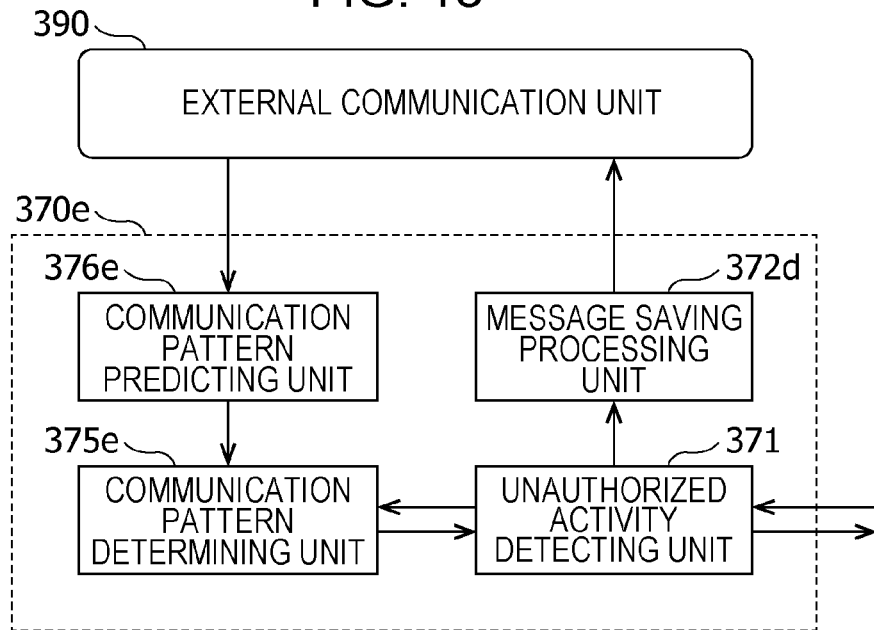 390
EXTERNAL COMMUNICATION UNIT
370e
376e
COMMUNICATION
PATTERN
PREDICTING UNIT
372d
MESSAGE SAVING
PROCESSING
UNIT
375e
COMMUNICATION
PATTERN
DETERMINING UNIT
371
UNAUTHORIZED
ACTIVITY
DETECTING UNIT